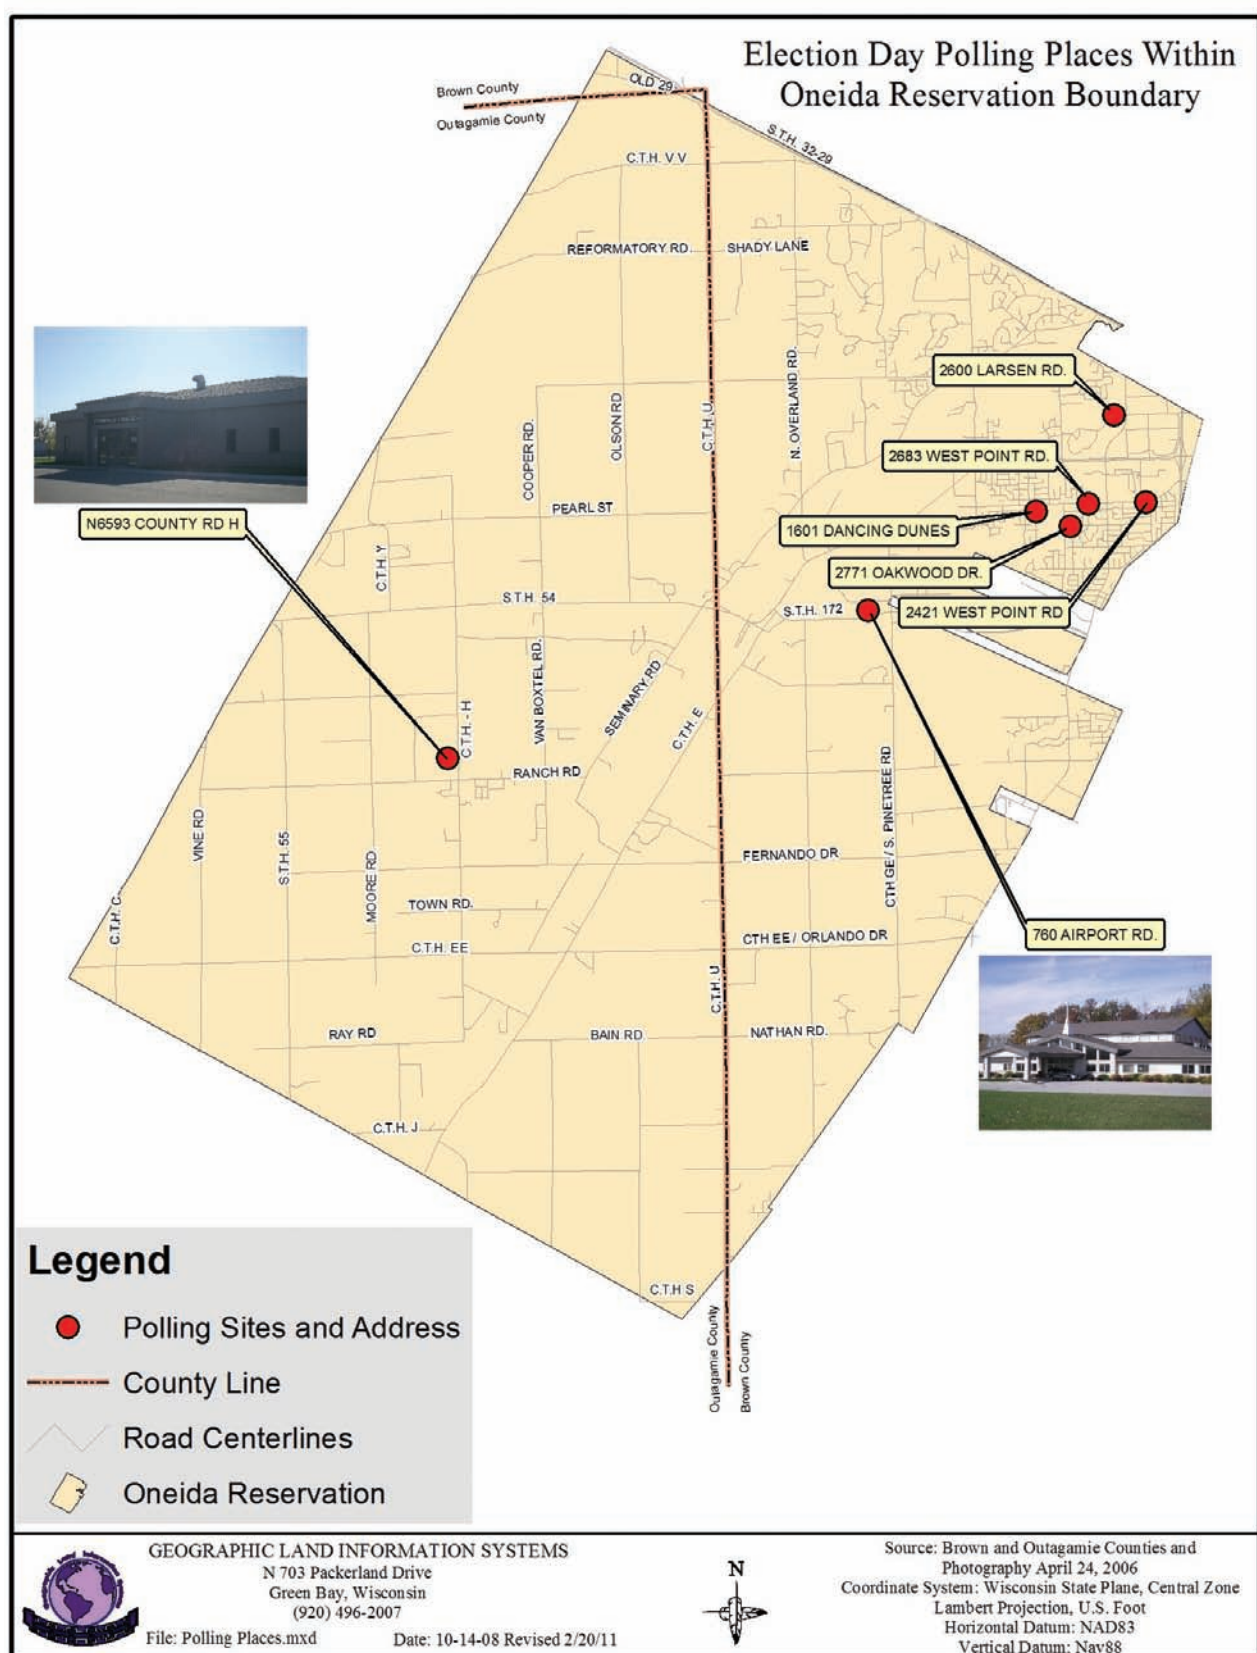 Election Day Polling Places Within
Oneida Reservation Boundary
Brown County
Outagamie County
OLD 29
S.T.H. 32-29
C.T.H. V V
REFORMATORY RD.
SHADY LANE
N. OVERLAND RD.
C.T.H. U
OLSON RD
COOPER RD.
2600 LARSEN RD.
2683 WEST POINT RD.
1601 DANCING DUNES
2771 OAKWOOD DR.
2421 WEST POINT RD
N6593 COUNTY RD H
PEARL ST
C.T.H. Y
S.T.H. 54
S.T.H. 172
VAN BOXTEL RD.
SEMINARY RD
C.T.H. E
C.T.H. - H
RANCH RD
CTH GE / S. PINETREE RD
VINE RD
S.T.H. 55
MOORE RD.
FERNANDO DR
C.T.H. C
TOWN RD.
C.T.H. EE
CTH EE / ORLANDO DR
760 AIRPORT RD.
C.T.H. U
RAY RD
BAIN RD.
NATHAN RD.
C.T.H. J
C.T.H S
Outagamie County
Brown County
Legend
Polling Sites and Address
County Line
Road Centerlines
Oneida Reservation
GEOGRAPHIC LAND INFORMATION SYSTEMS
N 703 Packerland Drive
Green Bay, Wisconsin
(920) 496-2007
File: Polling Places.mxd
Date: 10-14-08 Revised 2/20/11
N
Source: Brown and Outagamie Counties and
Photography April 24, 2006
Coordinate System: Wisconsin State Plane, Central Zone
Lambert Projection, U.S. Foot
Horizontal Datum: NAD83
Vertical Datum: Nav88